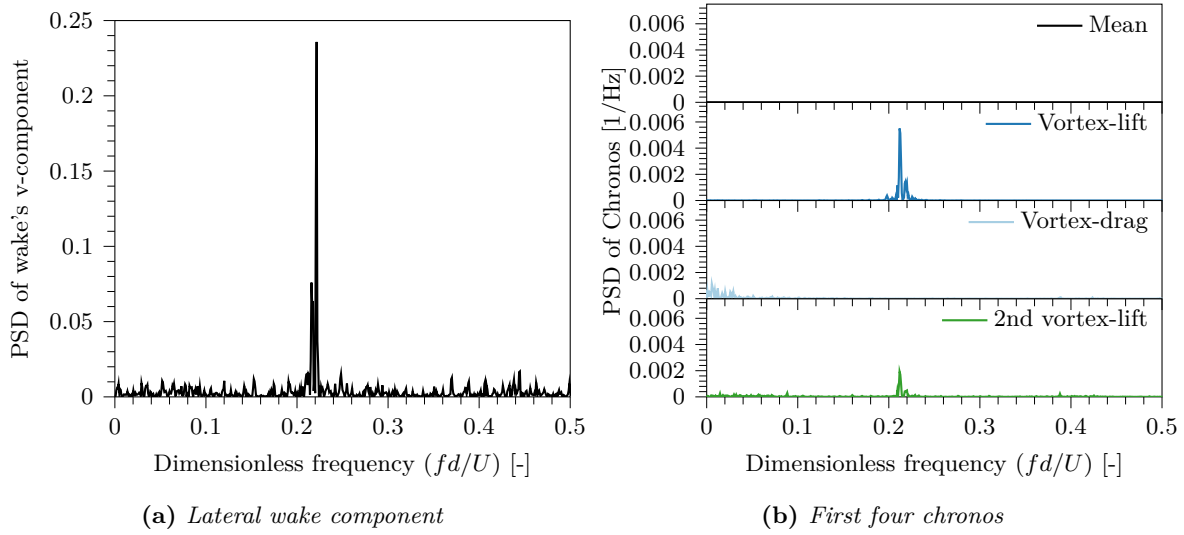 PSD of wake's v-component
0.25
0.2
0.15
0.1
0.05
0
0 0.1 0.2 0.3 0.4 0.5
Dimensionless frequency (fd/U) [-]
(a) Lateral wake component
PSD of Chronos [1/Hz]
0.006
0.004
0.002
0
Mean
0.006
0.004
0.002
0
Vortex-lift
0.006
0.004
0.002
0
Vortex-drag
0.006
0.004
0.002
0
2nd vortex-lift
0 0.1 0.2 0.3 0.4 0.5
Dimensionless frequency (fd/U) [-]
(b) First four chronos